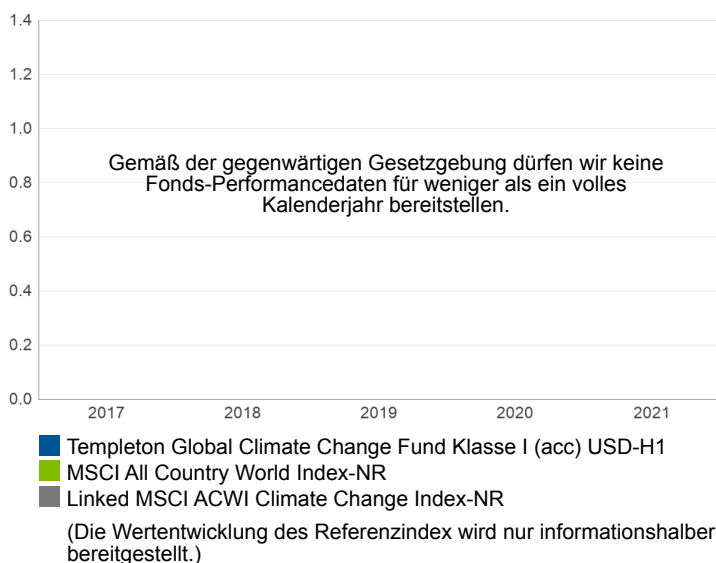 1.4
1.2
1.0
Gemäß der gegenwärtigen Gesetzgebung dürfen wir keine
Fonds-Performancedaten für weniger als ein volles
Kalenderjahr bereitstellen.
0.8
0.6
0.4
0.2
0.0
2017 2018 2019 2020 2021
Templeton Global Climate Change Fund Klasse I (acc) USD-H1
MSCI All Country World Index-NR
Linked MSCI ACWI Climate Change Index-NR
(Die Wertentwicklung des Referenzindex wird nur informationshalber
bereitgestellt.)